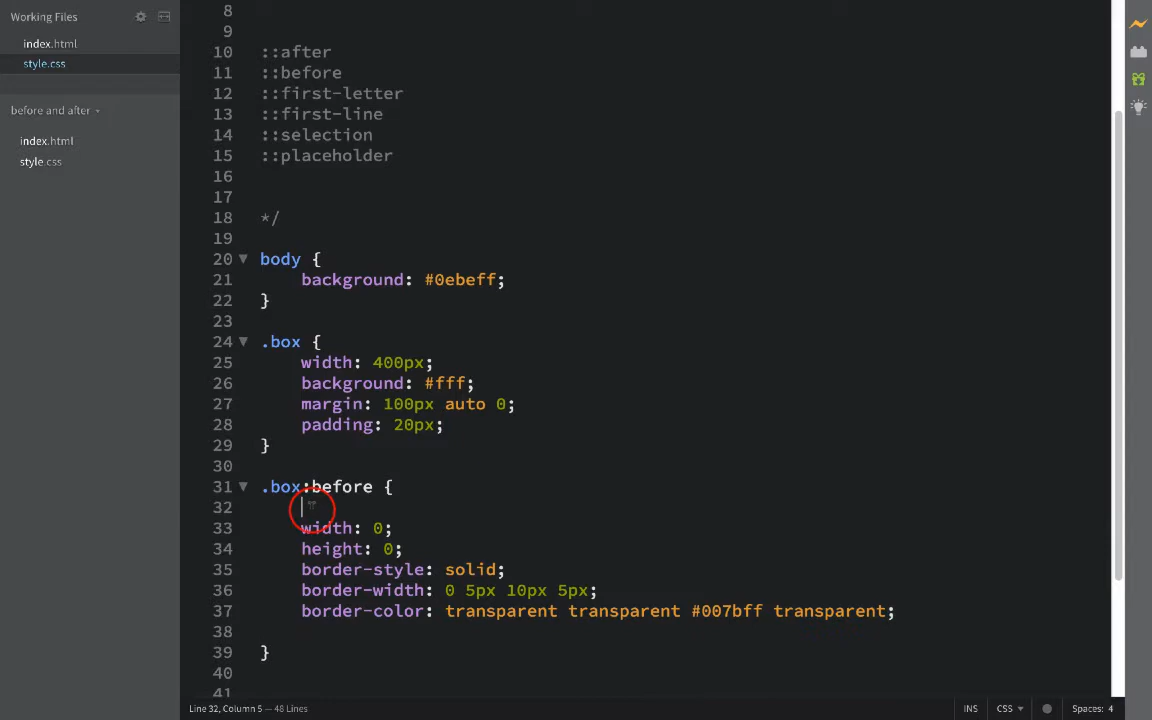 Working Files
index.html
style.css
before and after
index.html
style.css
8
9
10 ::after
11 ::before
12 ::first-letter
13 ::first-line
14 ::selection
15 ::placeholder
16
17
18 */
19
20 body {
21 background: #0ebeff;
22 }
23
24 .box {
25 width: 400px;
26 background: #fff;
27 margin: 100px auto 0;
28 padding: 20px;
29 }
30
31 .box:before {
32
33 width: 0;
34 height: 0;
35 border-style: solid;
36 border-width: 0 5px 10px 5px;
37 border-color: transparent transparent #007bff transparent;
38
39 }
40
41
Line 32, Column 5 — 48 Lines
INS CSS Spaces: 4